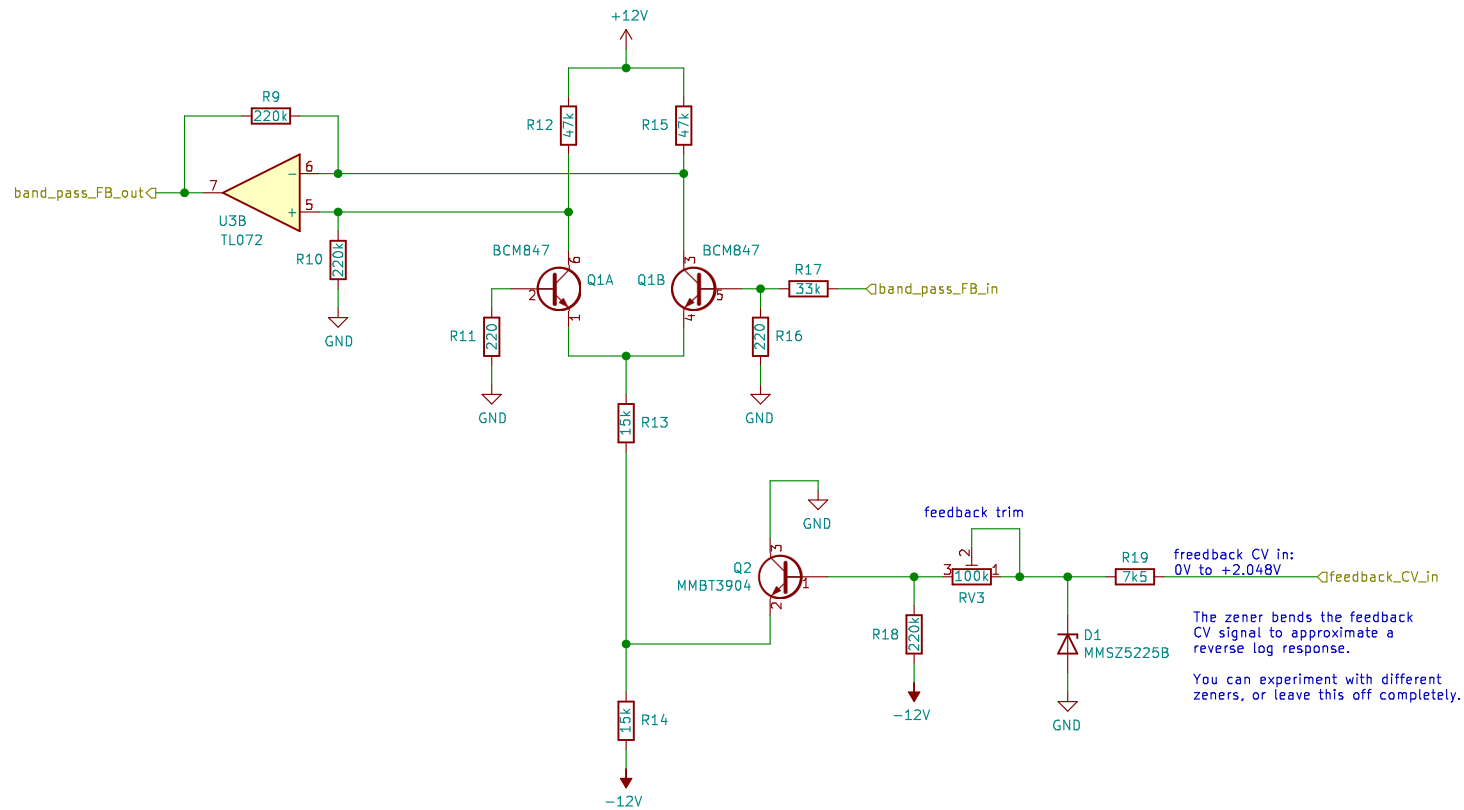 +12V
R9
220k
R12
47k
R15
47k
6
7
5
-
+
band_pass_FB_out
U3B
TL072
R10
220k
GND
BCM847
6
Q1A
2
1
BCM847
3
Q1B
5
4
R17
33k
band_pass_FB_in
R11
220
GND
R16
220
GND
R13
15k
GND
feedback trim
3
Q2
MMBT3904
1
2
2
3
100k
1
RV3
R19
7k5
freedback CV in:
0V to +2.048V
feedback_CV_in
R18
220k
-12V
D1
MMSZ5225B
GND
The zener bends the feedback
CV signal to approximate a
reverse log response.
You can experiment with different
zeners, or leave this off completely.
R14
15k
-12V